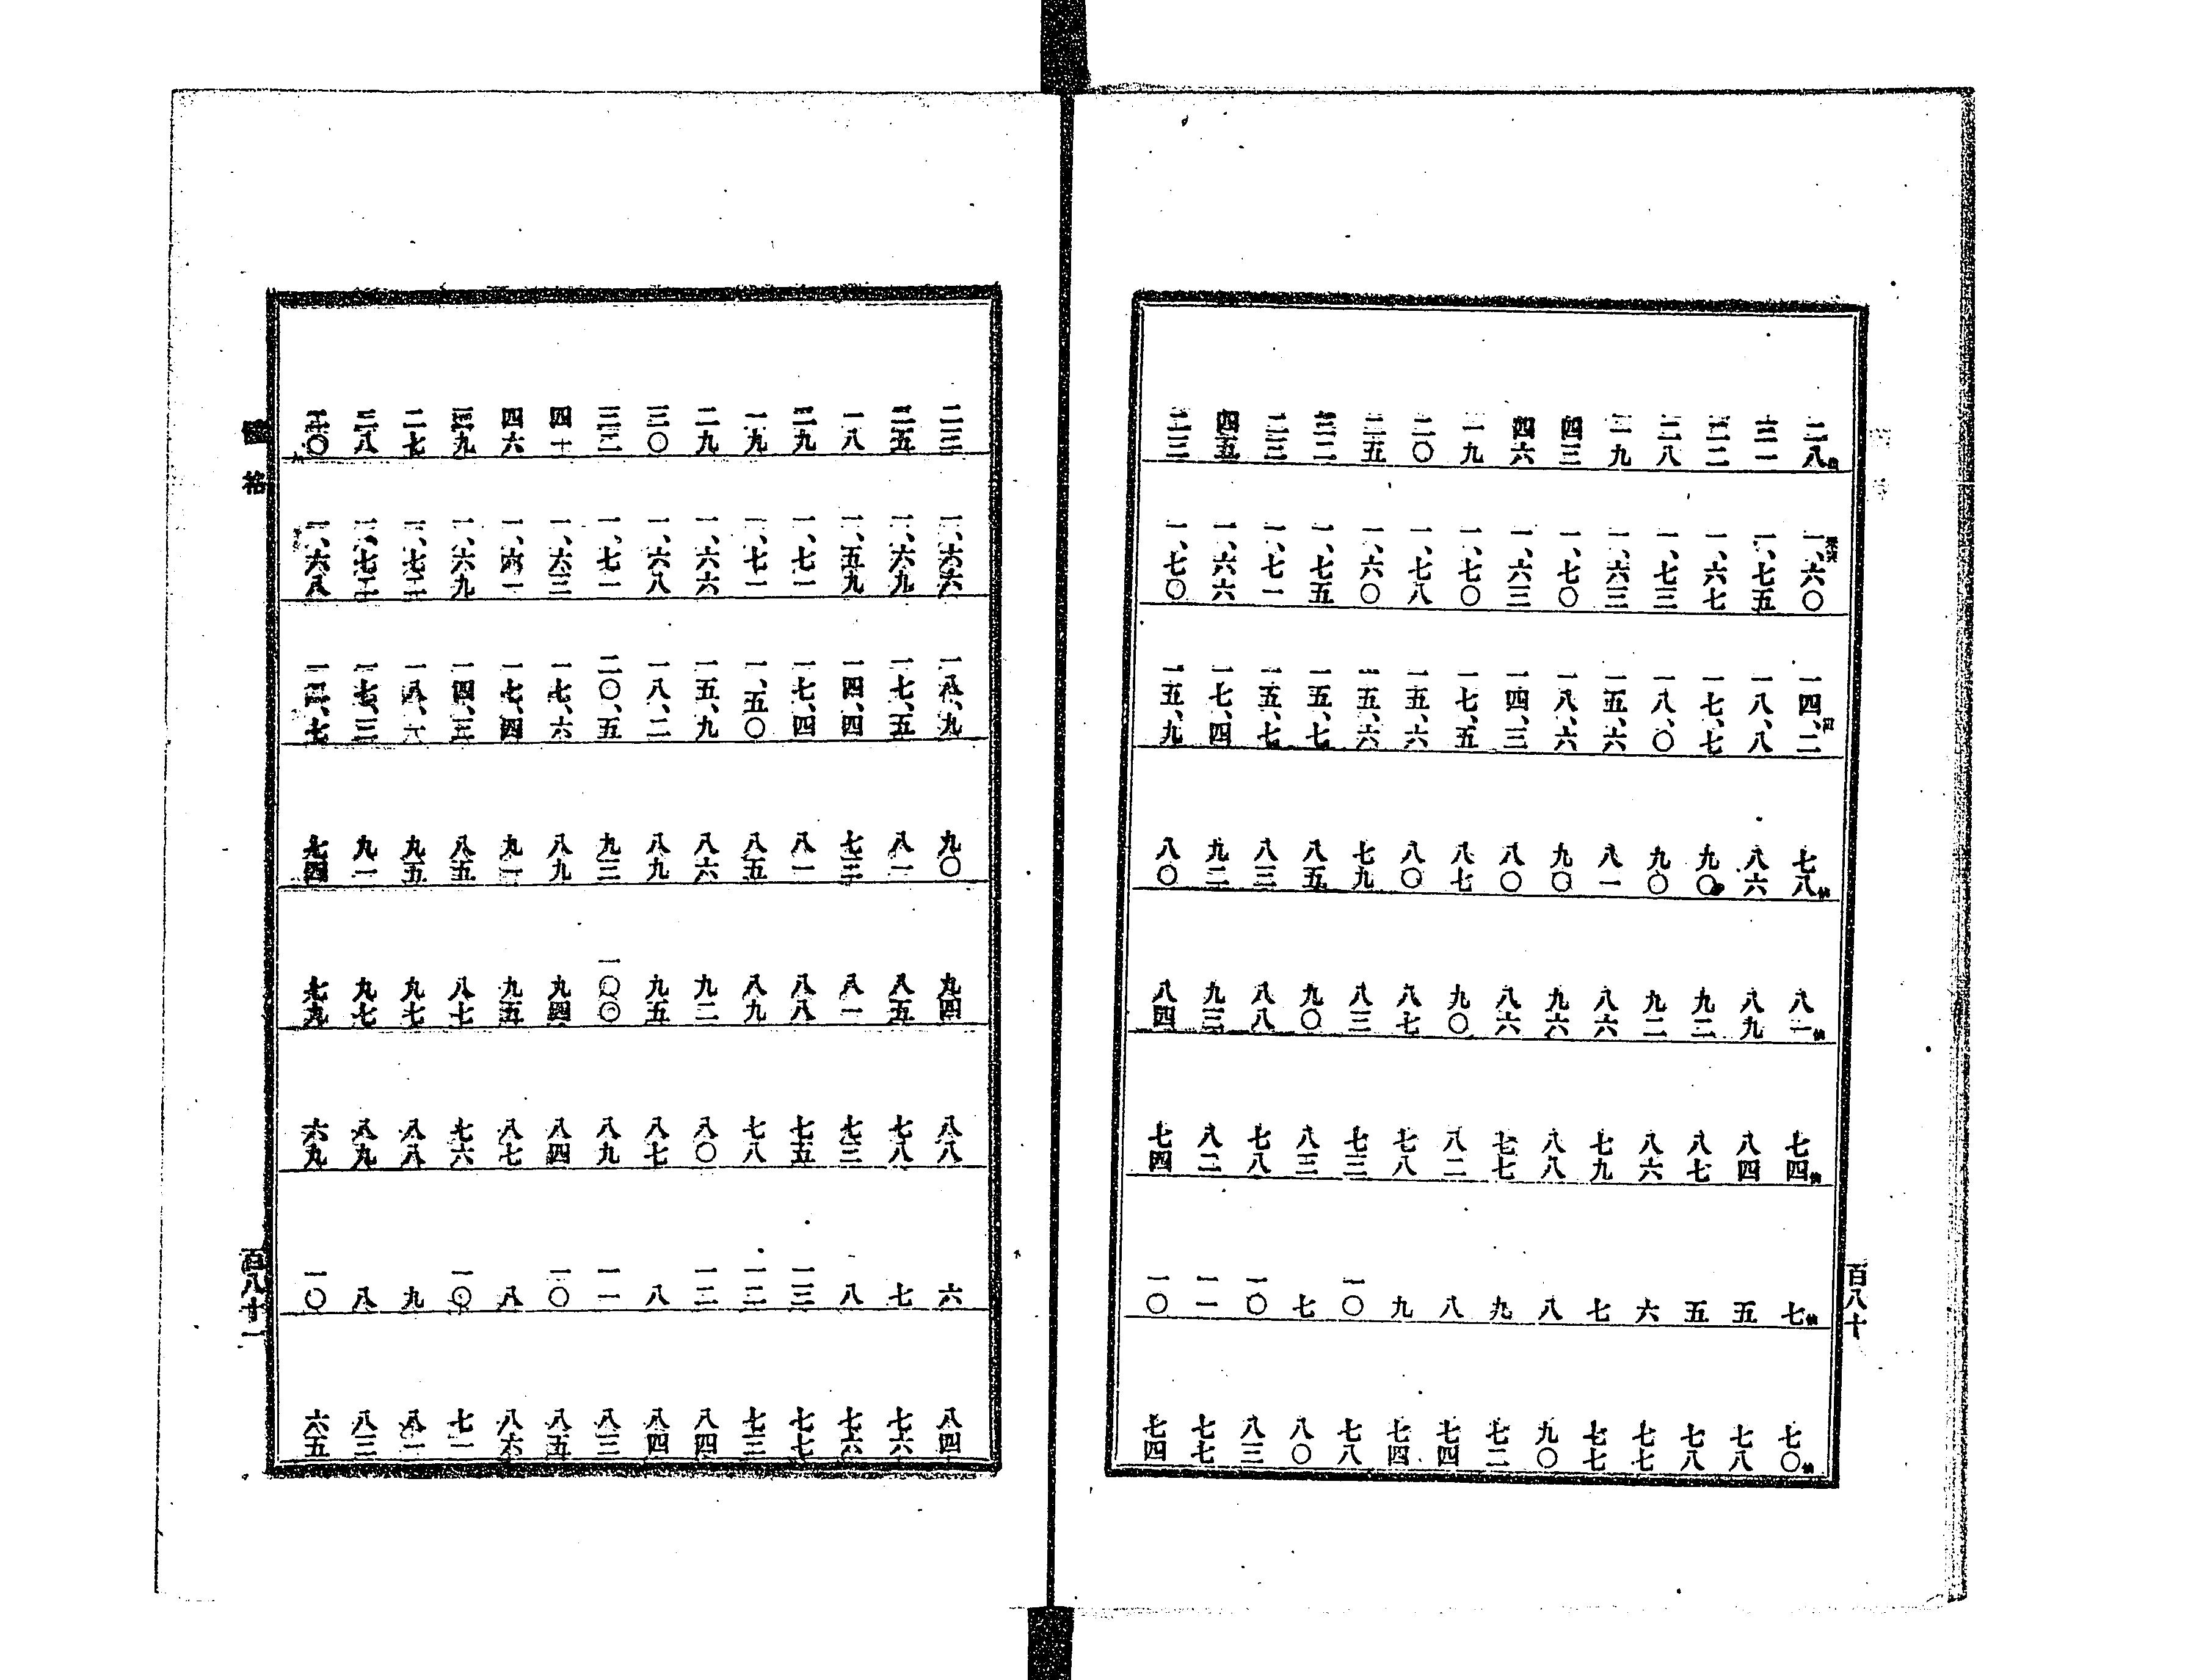 百八十
二八 一、六〇 一四、二 七八 八一 七四 七 七〇
三一 一、七五 一八、八 八六 八九 八四 五 七八
三二 一、六七 一七、七 九〇 九二 八七 五 七八
二八 一、七三 一八、〇 九〇 九二 八六 六 七七
一九 一、六三 一五、六 八一 八六 七九 七 七七
四三 一、七〇 一八、六 九〇 九六 八八 八 九〇
四六 一、六三 一四、三 八〇 八六 七七 九 七二
一九 一、七〇 一七、五 八七 九〇 八二 八 七四
二〇 一、七八 一五、六 八〇 八七 七八 九 七四
二五 一、六〇 一五、六 七九 八三 七三 一〇 七八
三二 一、七五 一五、七 八五 九〇 八三 七 八〇
二三 一、七一 一五、七 八三 八八 七八 一〇 八三
四五 一、六六 一七、四 九二 九三 八二 一一 七七
二三 一、七〇 一五、九 八〇 八四 七四 一〇 七四
二三 一、六六 一八、九 九〇 九四 八八 六 八四
二五 一、六九 一七、五 八一 八五 七八 七 七六
一八 一、五九 一四、四 七三 八一 七三 八 七六
二九 一、七一 一七、四 八一 八八 七五 一三 七七
一九 一、七一 一、五〇 八五 八九 七八 一二 七三
二九 一、六六 一五、九 八六 九二 八〇 一二 八四
三〇 一、六八 一八、二 八九 九五 八七 八 八四
三二 一、七一 二〇、五 九三 一〇〇 八九 一一 八三
四十 一、六三 一七、六 八九 九四 八四 一〇 八五
四六 一、六一 一七、四 九一 九五 八七 八 八六
三九 一、六九 一四、三 八五 八七 七六 一〇 七一
二七 一、七二 一八、六 九五 九七 八八 九 八一
二八 一、七二 一七、三 九一 九七 八九 八 八三
三〇 一、六八 一三、七 七四 七九 六九 一〇 六五
體格 百八十一